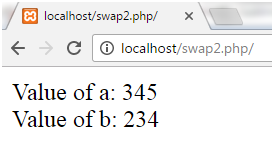 localhost/swap2.php/
localhost/swap2.php/
Value of a: 345
Value of b: 234